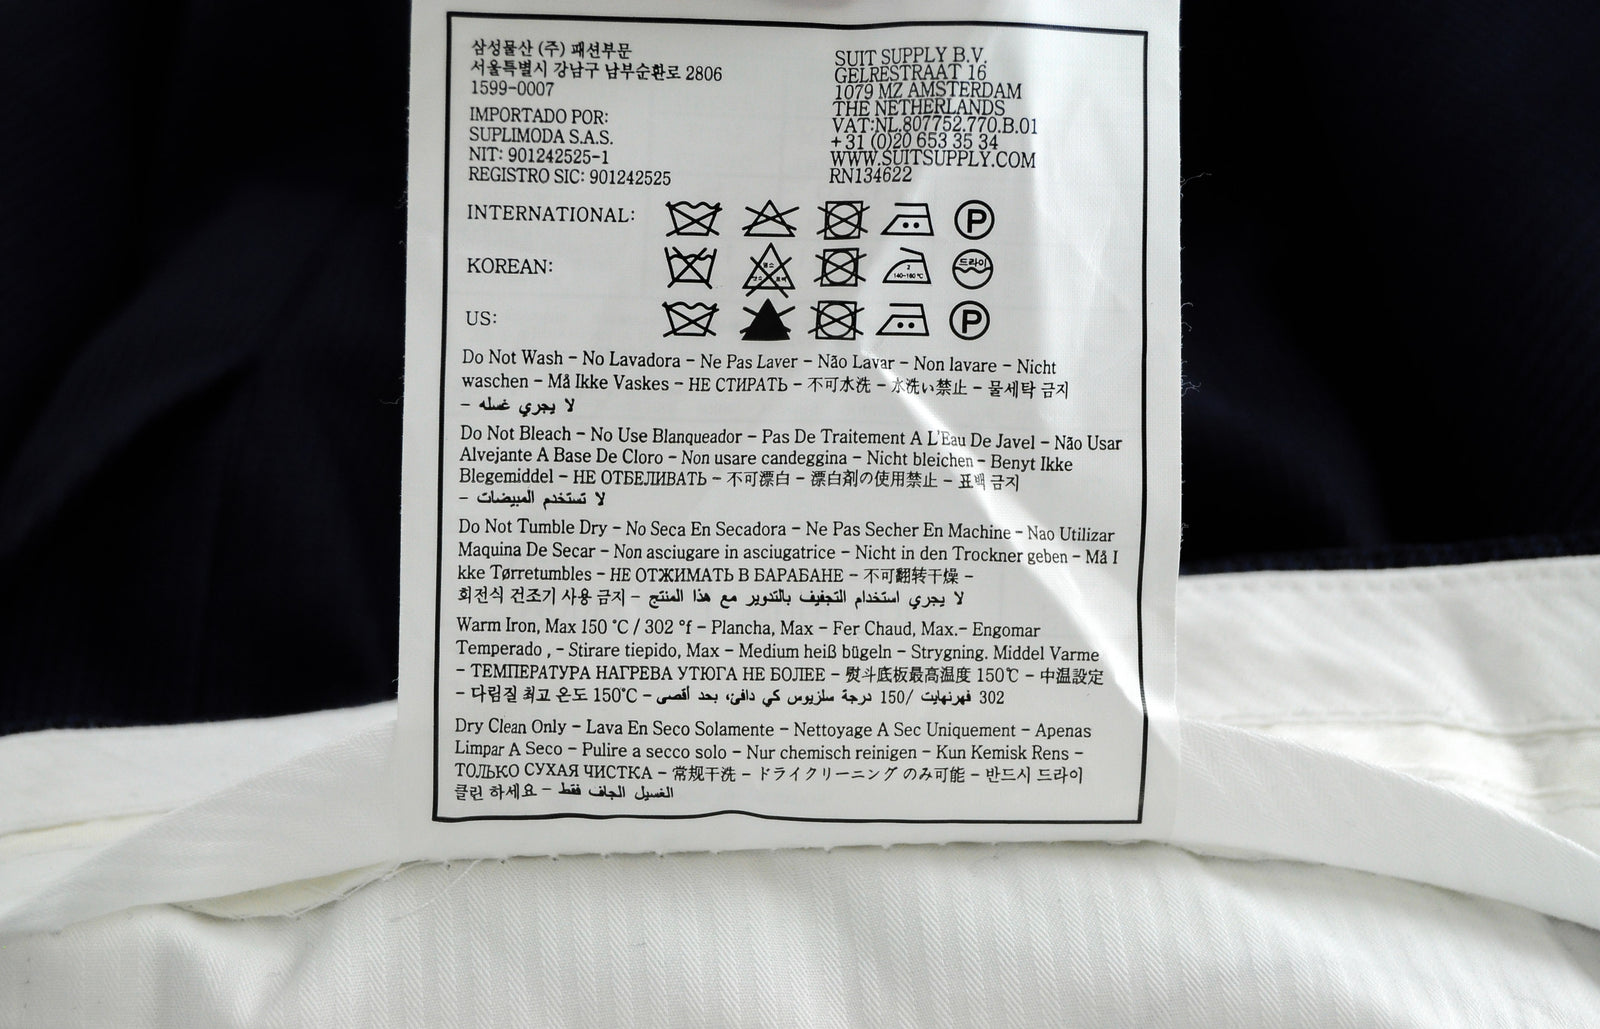 삼성물산 (주) 패션부문
서울특별시 강남구 남부순환로 2806
1599-0007
IMPORTADO POR:
SUPLIMODA S.A.S.
NIT: 901242525-1
REGISTRO SIC: 901242525
SUIT SUPPLY B.V.
GELRESTRAAT 16
1079 MZ AMSTERDAM
THE NETHERLANDS
VAT:NL.807752.770.B.01
+31 (0)20 653 35 34
WWW.SUITSUPPLY.COM
RN134622
INTERNATIONAL:
P
KOREAN:
2
140-160 ℃
드라이
US:
P
Do Not Wash – No Lavadora – Ne Pas Laver – Não Lavar – Non lavare – Nicht
waschen – Må Ikke Vaskes – НЕ СТИРАТЬ – 不可水洗 – 水洗い禁止 – 물세탁 금지
– لا يجري غسله
Do Not Bleach – No Use Blanqueador – Pas De Traitement A L'Eau De Javel – Não Usar
Alvejante A Base De Cloro – Non usare candeggina – Nicht bleichen – Benyt Ikke
Blegemiddel – НЕ ОТБЕЛИВАТЬ – 不可漂白 – 漂白剤の使用禁止 – 표백 금지
– لا تستخدم المبيضات
Do Not Tumble Dry – No Seca En Secadora – Ne Pas Secher En Machine – Nao Utilizar
Maquina De Secar – Non asciugare in asciugatrice – Nicht in den Trockner geben – Må I
kke Tørretumbles – НЕ ОТЖИМАТЬ В БАРАБАНЕ – 不可翻转干燥 –
회전식 건조기 사용 금지 – لا يجري استخدام التجفيف بالتدوير مع هذا المنتج
Warm Iron, Max 150 °C / 302 °f – Plancha, Max – Fer Chaud, Max.– Engomar
Temperado , – Stirare tiepido, Max – Medium heiß bügeln – Strygning. Middel Varme
– ТЕМПЕРАТУРА НАГРЕВА УТЮГА НЕ БОЛЕЕ – 熨斗底板最高温度 150℃ – 中温設定
– 다림질 최고 온도 150℃ – 302 فهرنهايت /150 درجة سلزيوس كي دافئ، بحد أقصى
Dry Clean Only – Lava En Seco Solamente – Nettoyage A Sec Uniquement – Apenas
Limpar A Seco – Pulire a secco solo – Nur chemisch reinigen – Kun Kemisk Rens –
ТОЛЬКО СУХАЯ ЧИСТКА – 常规干洗 – ドライクリーニング のみ可能 – 반드시 드라이
클린 하세요 – الغسيل الجاف فقط